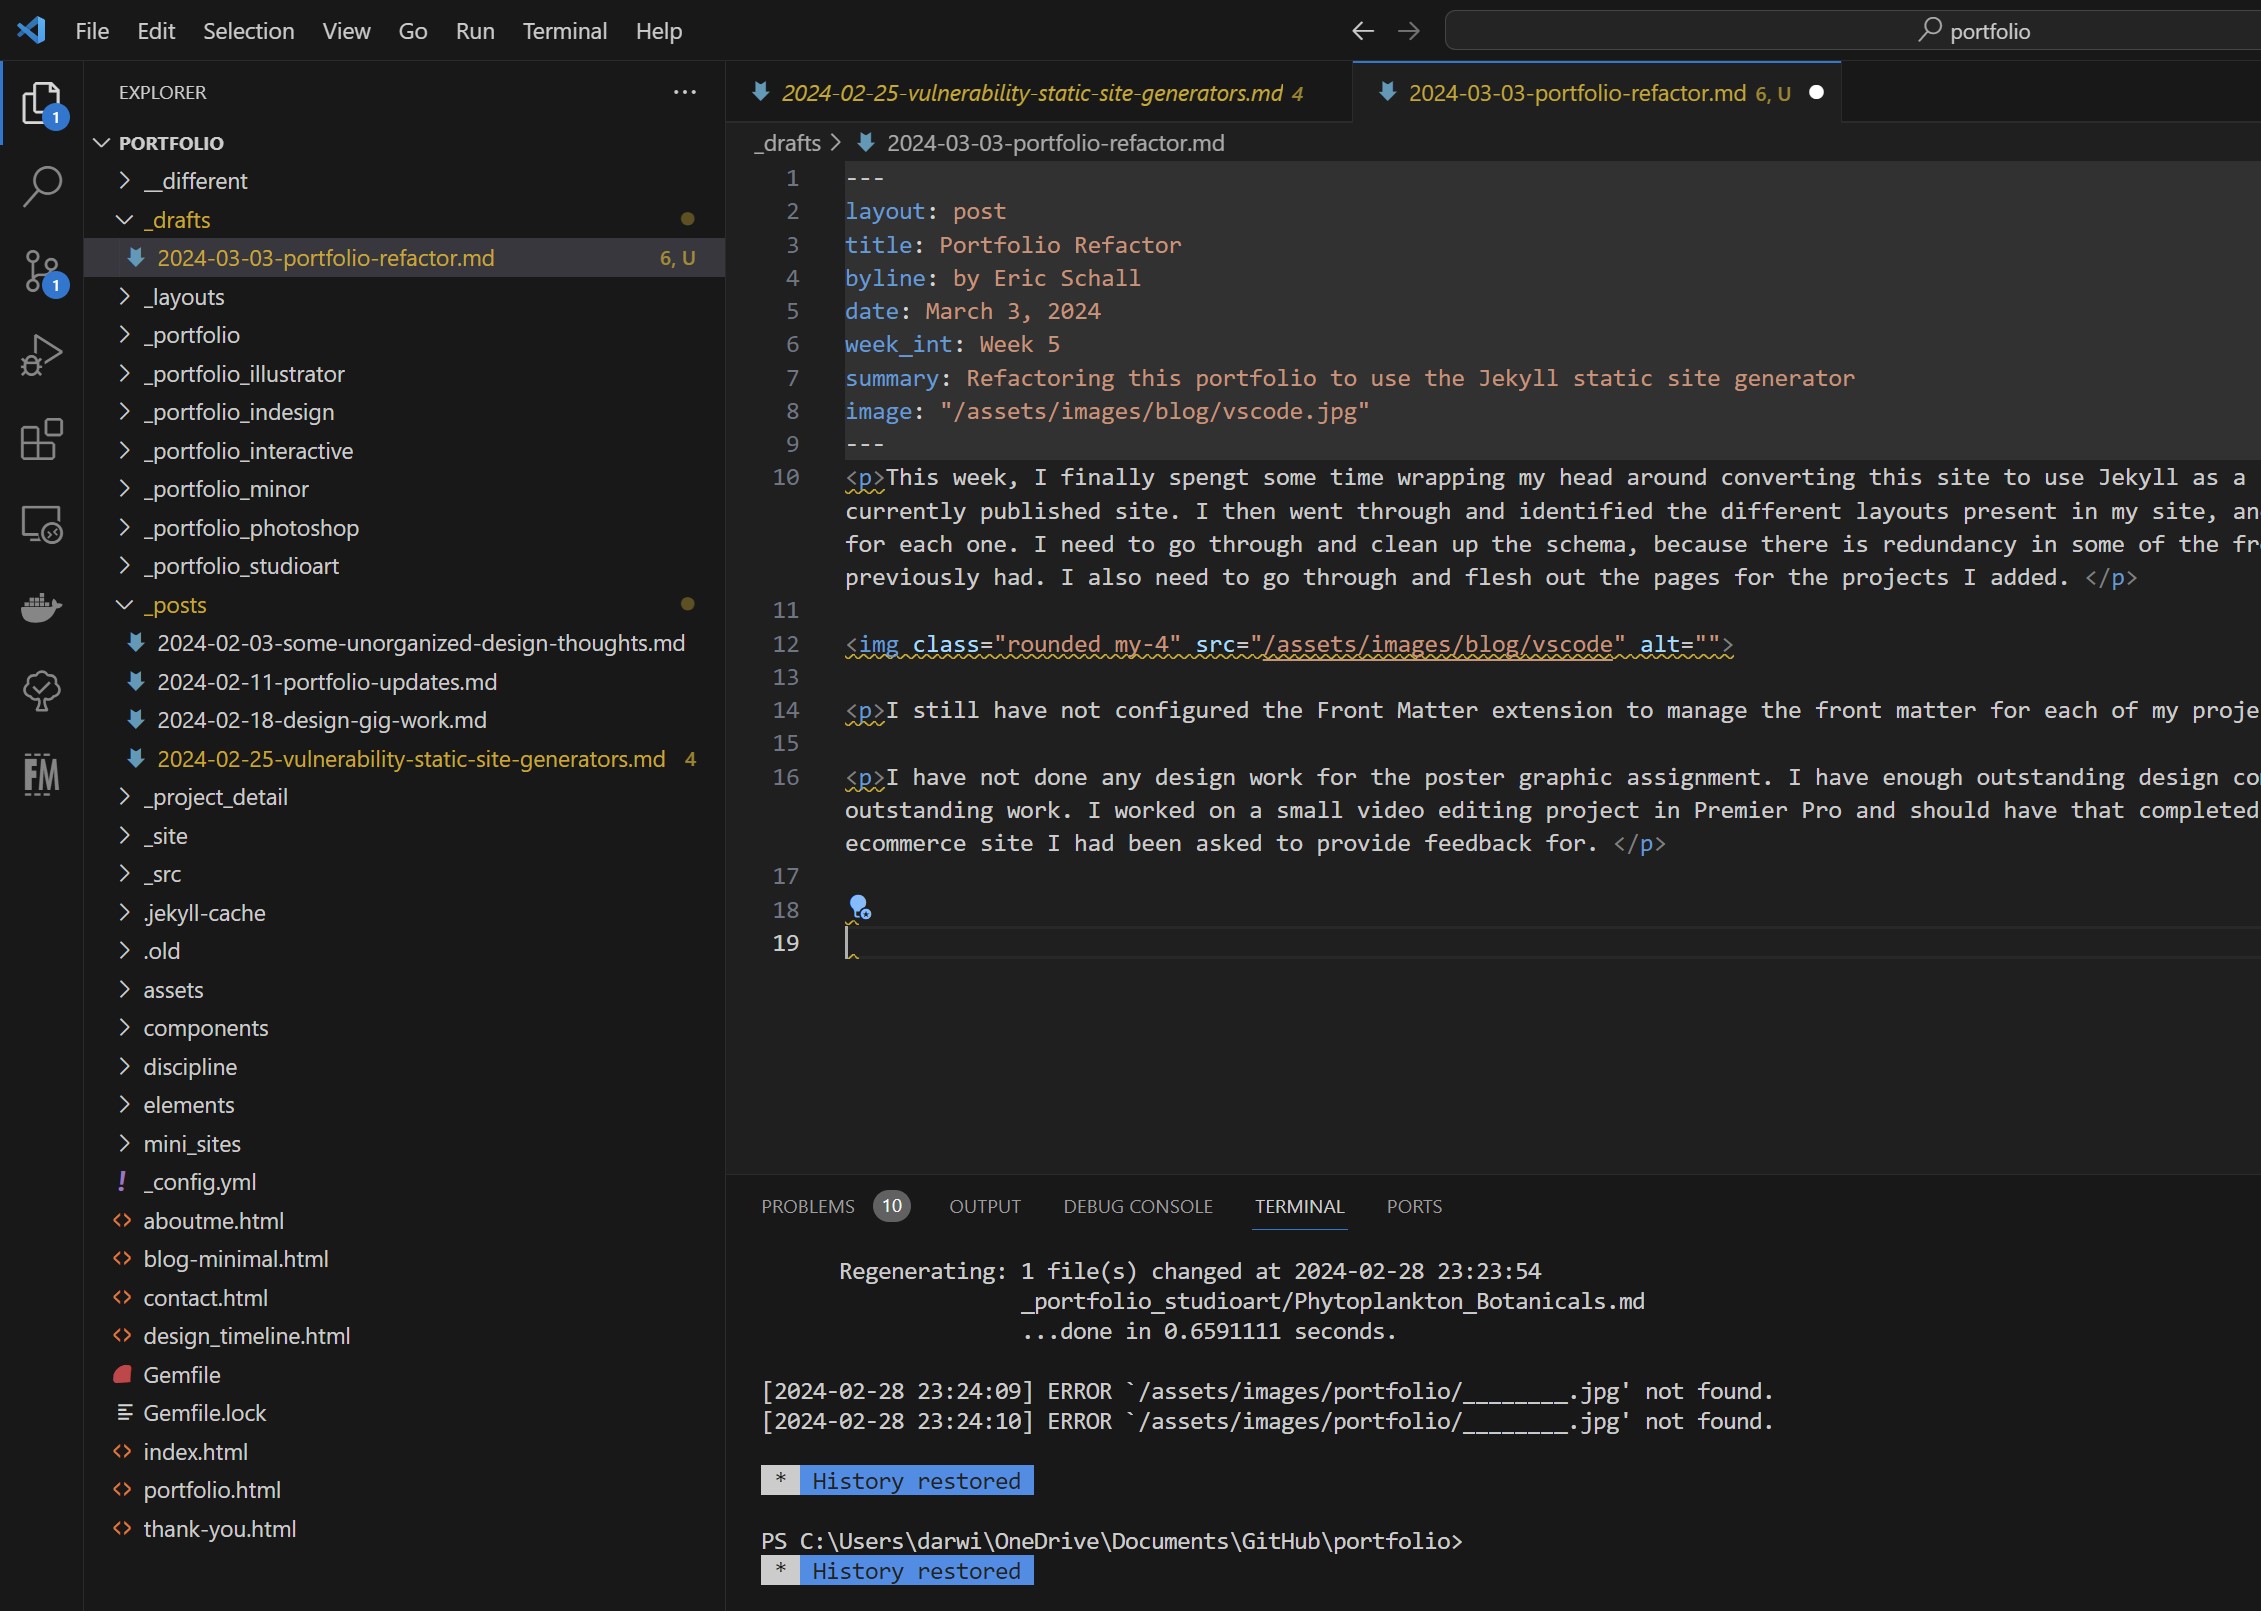 File Edit Selection View Go Run Terminal Help
portfolio
EXPLORER
PORTFOLIO
__different
_drafts
2024-03-03-portfolio-refactor.md 6, U
_layouts
_portfolio
_portfolio_illustrator
_portfolio_indesign
_portfolio_interactive
_portfolio_minor
_portfolio_photoshop
_portfolio_studioart
_posts
2024-02-03-some-unorganized-design-thoughts.md
2024-02-11-portfolio-updates.md
2024-02-18-design-gig-work.md
2024-02-25-vulnerability-static-site-generators.md 4
_project_detail
_site
_src
.jekyll-cache
.old
assets
components
discipline
elements
mini_sites
_config.yml
aboutme.html
blog-minimal.html
contact.html
design_timeline.html
Gemfile
Gemfile.lock
index.html
portfolio.html
thank-you.html
1
1
FM
2024-02-25-vulnerability-static-site-generators.md 4
2024-03-03-portfolio-refactor.md 6, U
_drafts > 2024-03-03-portfolio-refactor.md
1 ---
2 layout: post
3 title: Portfolio Refactor
4 byline: by Eric Schall
5 date: March 3, 2024
6 week_int: Week 5
7 summary: Refactoring this portfolio to use the Jekyll static site generator
8 image: "/assets/images/blog/vscode.jpg"
9 ---
10 <p>This week, I finally spengt some time wrapping my head around converting this site to use Jekyll as a
currently published site. I then went through and identified the different layouts present in my site, an
for each one. I need to go through and clean up the schema, because there is redundancy in some of the fr
previously had. I also need to go through and flesh out the pages for the projects I added. </p>
11
12 <img class="rounded my-4" src="/assets/images/blog/vscode" alt="">
13
14 <p>I still have not configured the Front Matter extension to manage the front matter for each of my proje
15
16 <p>I have not done any design work for the poster graphic assignment. I have enough outstanding design co
outstanding work. I worked on a small video editing project in Premier Pro and should have that completed
ecommerce site I had been asked to provide feedback for. </p>
17
18
19
PROBLEMS 10 OUTPUT DEBUG CONSOLE TERMINAL PORTS
Regenerating: 1 file(s) changed at 2024-02-28 23:23:54
_portfolio_studioart/Phytoplankton_Botanicals.md
...done in 0.6591111 seconds.
[2024-02-28 23:24:09] ERROR `/assets/images/portfolio/________.jpg' not found.
[2024-02-28 23:24:10] ERROR `/assets/images/portfolio/________.jpg' not found.
* History restored
PS C:\Users\darwi\OneDrive\Documents\GitHub\portfolio>
* History restored